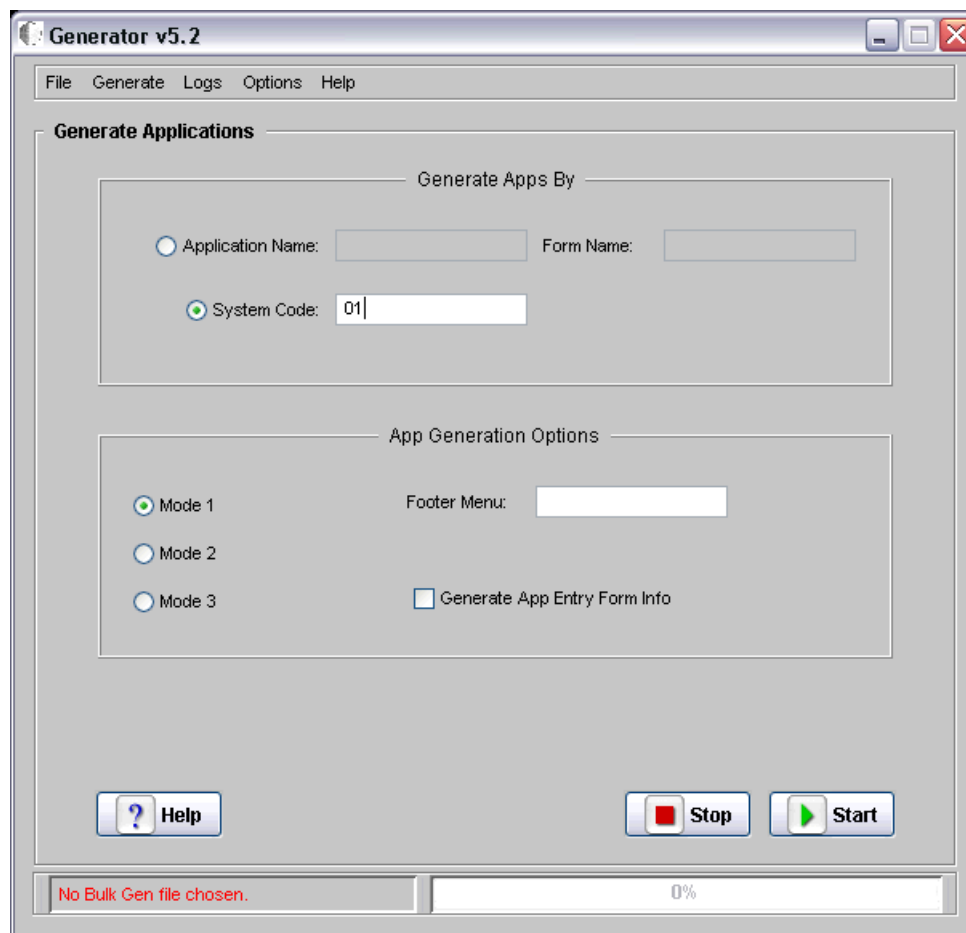 Generator v5.2
File Generate Logs Options Help
Generate Applications
Generate Apps By
Application Name: Form Name:
System Code: 01
App Generation Options
Mode 1 Footer Menu:
Mode 2
Mode 3 Generate App Entry Form Info
? Help Stop Start
No Bulk Gen file chosen. 0%